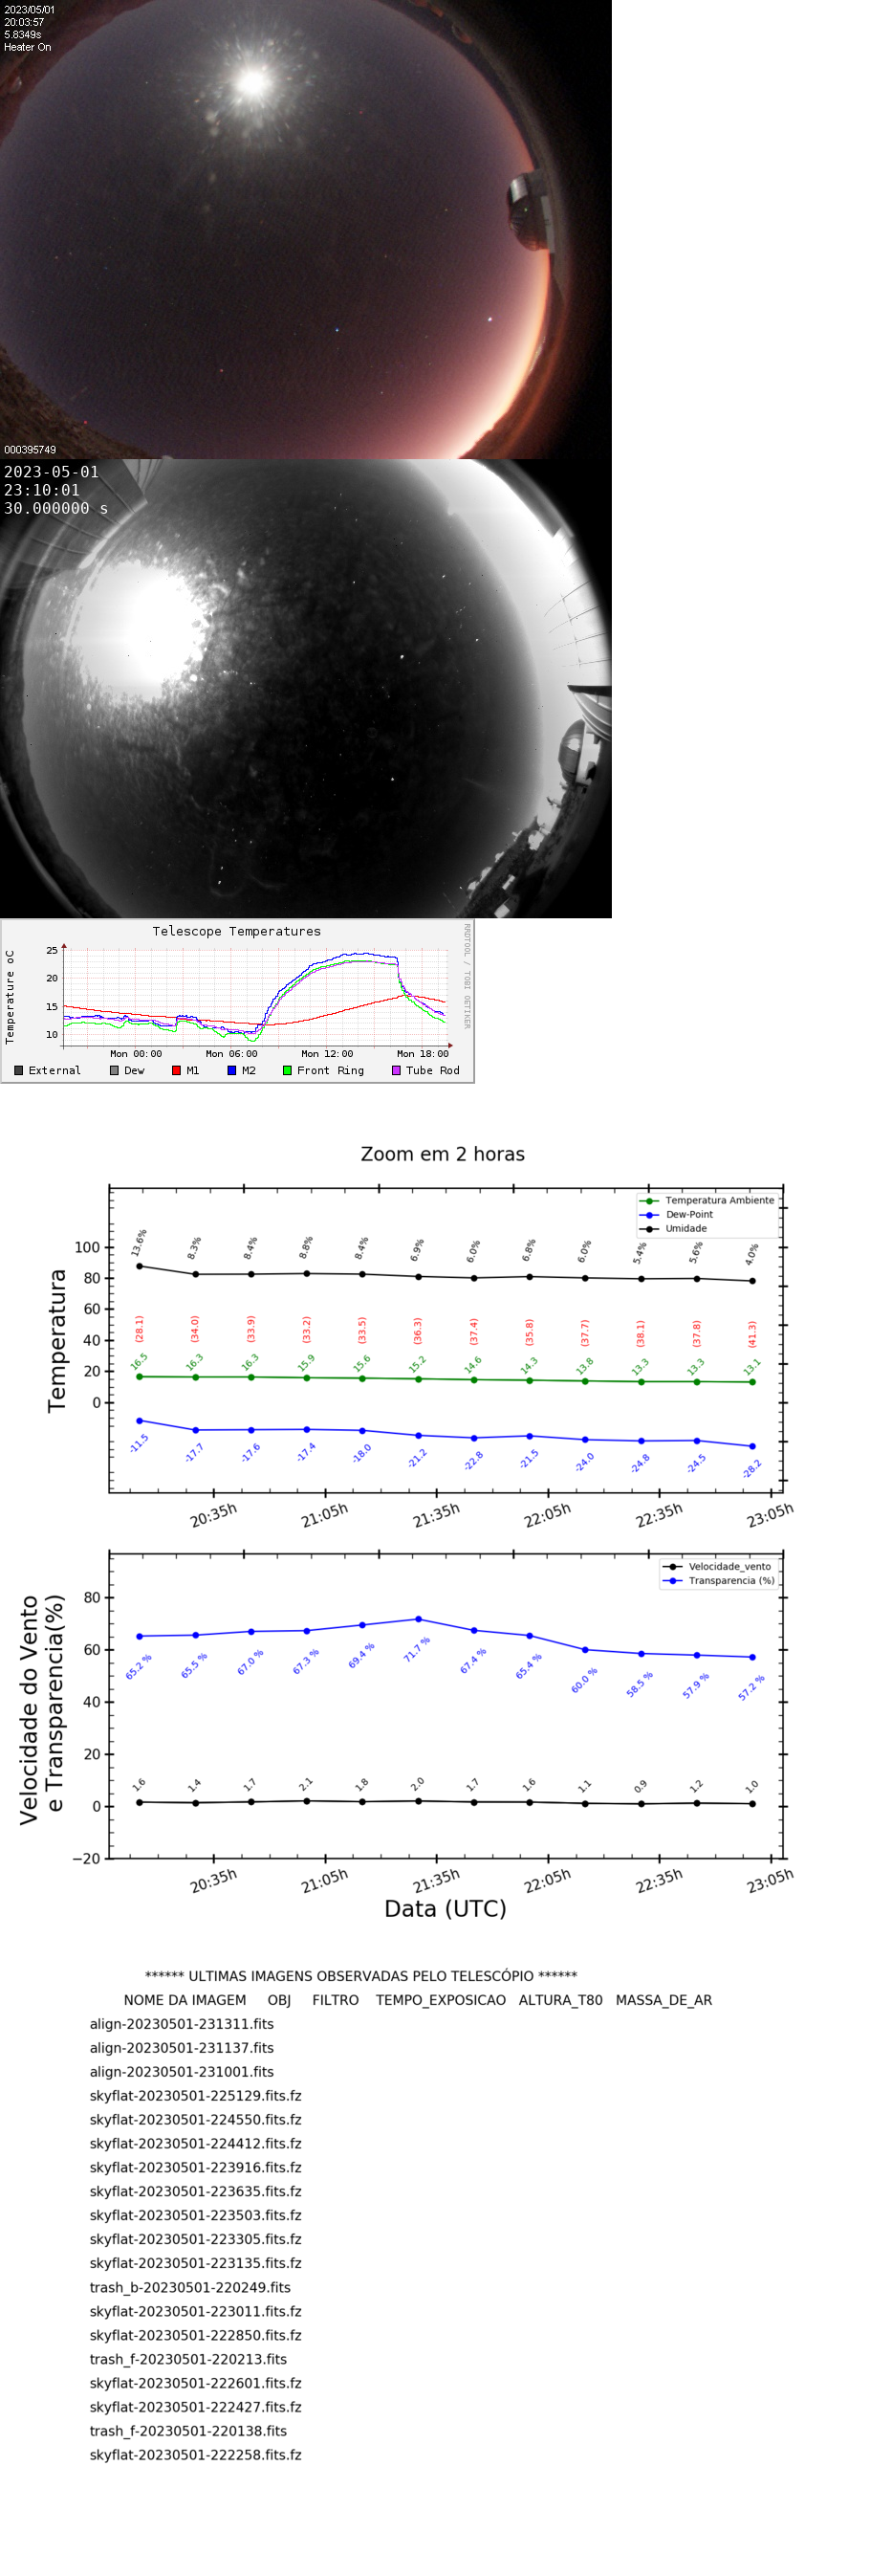 2023/05/01
20:03:57
5.8349s
Heater On
000395749
2023-05-01
23:10:01
30.000000 s
Telescope Temperatures
Temperature oC
RRDTOOL / TOBI OETIKER
25
20
15
10
Mon 00:00 Mon 06:00 Mon 12:00 Mon 18:00
External Dew M1 M2 Front Ring Tube Rod
Zoom em 2 horas
Temperatura
Temperatura Ambiente
Dew-Point
Umidade
13.6% 8.3% 8.4% 8.8% 8.4% 6.9% 6.0% 6.8% 6.0% 5.4% 5.6% 4.0%
100
80
60
40
20
0
(28.1) (34.0) (33.9) (33.2) (33.5) (36.3) (37.4) (35.8) (37.7) (38.1) (37.8) (41.3)
16.5 16.3 16.3 15.9 15.6 15.2 14.6 14.3 13.8 13.3 13.3 13.1
-11.5 -17.7 -17.6 -17.4 -18.0 -21.2 -22.8 -21.5 -24.0 -24.8 -24.5 -28.2
20:35h 21:05h 21:35h 22:05h 22:35h 23:05h
Velocidade do Vento
e Transparencia(%)
Velocidade_vento
Transparencia (%)
80
60
40
20
0
−20
65.2 % 65.5 % 67.0 % 67.3 % 69.4 % 71.7 % 67.4 % 65.4 % 60.0 % 58.5 % 57.9 % 57.2 %
1.6 1.4 1.7 2.1 1.8 2.0 1.7 1.6 1.1 0.9 1.2 1.0
20:35h 21:05h 21:35h 22:05h 22:35h 23:05h
Data (UTC)
****** ULTIMAS IMAGENS OBSERVADAS PELO TELESCÓPIO ******
NOME DA IMAGEM OBJ FILTRO TEMPO_EXPOSICAO ALTURA_T80 MASSA_DE_AR
align-20230501-231311.fits
align-20230501-231137.fits
align-20230501-231001.fits
skyflat-20230501-225129.fits.fz
skyflat-20230501-224550.fits.fz
skyflat-20230501-224412.fits.fz
skyflat-20230501-223916.fits.fz
skyflat-20230501-223635.fits.fz
skyflat-20230501-223503.fits.fz
skyflat-20230501-223305.fits.fz
skyflat-20230501-223135.fits.fz
trash_b-20230501-220249.fits
skyflat-20230501-223011.fits.fz
skyflat-20230501-222850.fits.fz
trash_f-20230501-220213.fits
skyflat-20230501-222601.fits.fz
skyflat-20230501-222427.fits.fz
trash_f-20230501-220138.fits
skyflat-20230501-222258.fits.fz